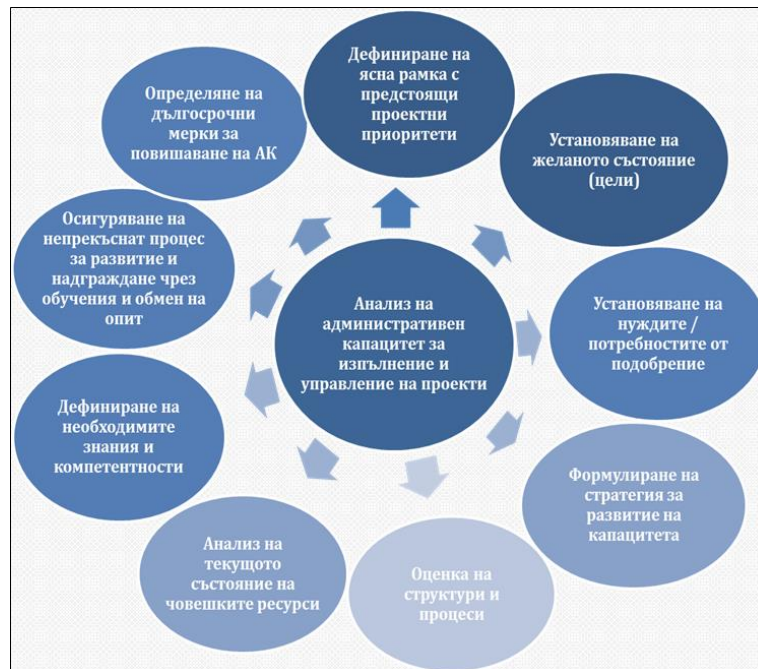 Дефиниране на
ясна рамка с
предстоящи
проектни
приоритети
Установяване на
желаното състояние
(цели)
Установяване на
нуждите /
потребностите от
подобрение
Формулиране на
стратегия за
развитие на
капацитета
Оценка на
структури и
процеси
Анализ на
текущото
състояние на
човешките ресурси
Дефиниране на
необходимите
знания и
компетентности
Осигуряване на
непрекъснат процес
за развитие и
надграждане чрез
обучения и обмен на
опит
Определяне на
дългосрочни
мерки за
повишаване на АК
Анализ на
административен
капацитет за
изпълнение и
управление на
проекти